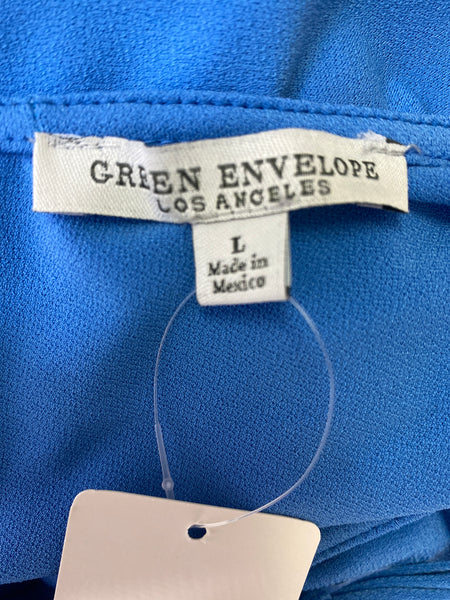 GREEN ENVELOPE
LOS ANGELES
L
Made in
Mexico